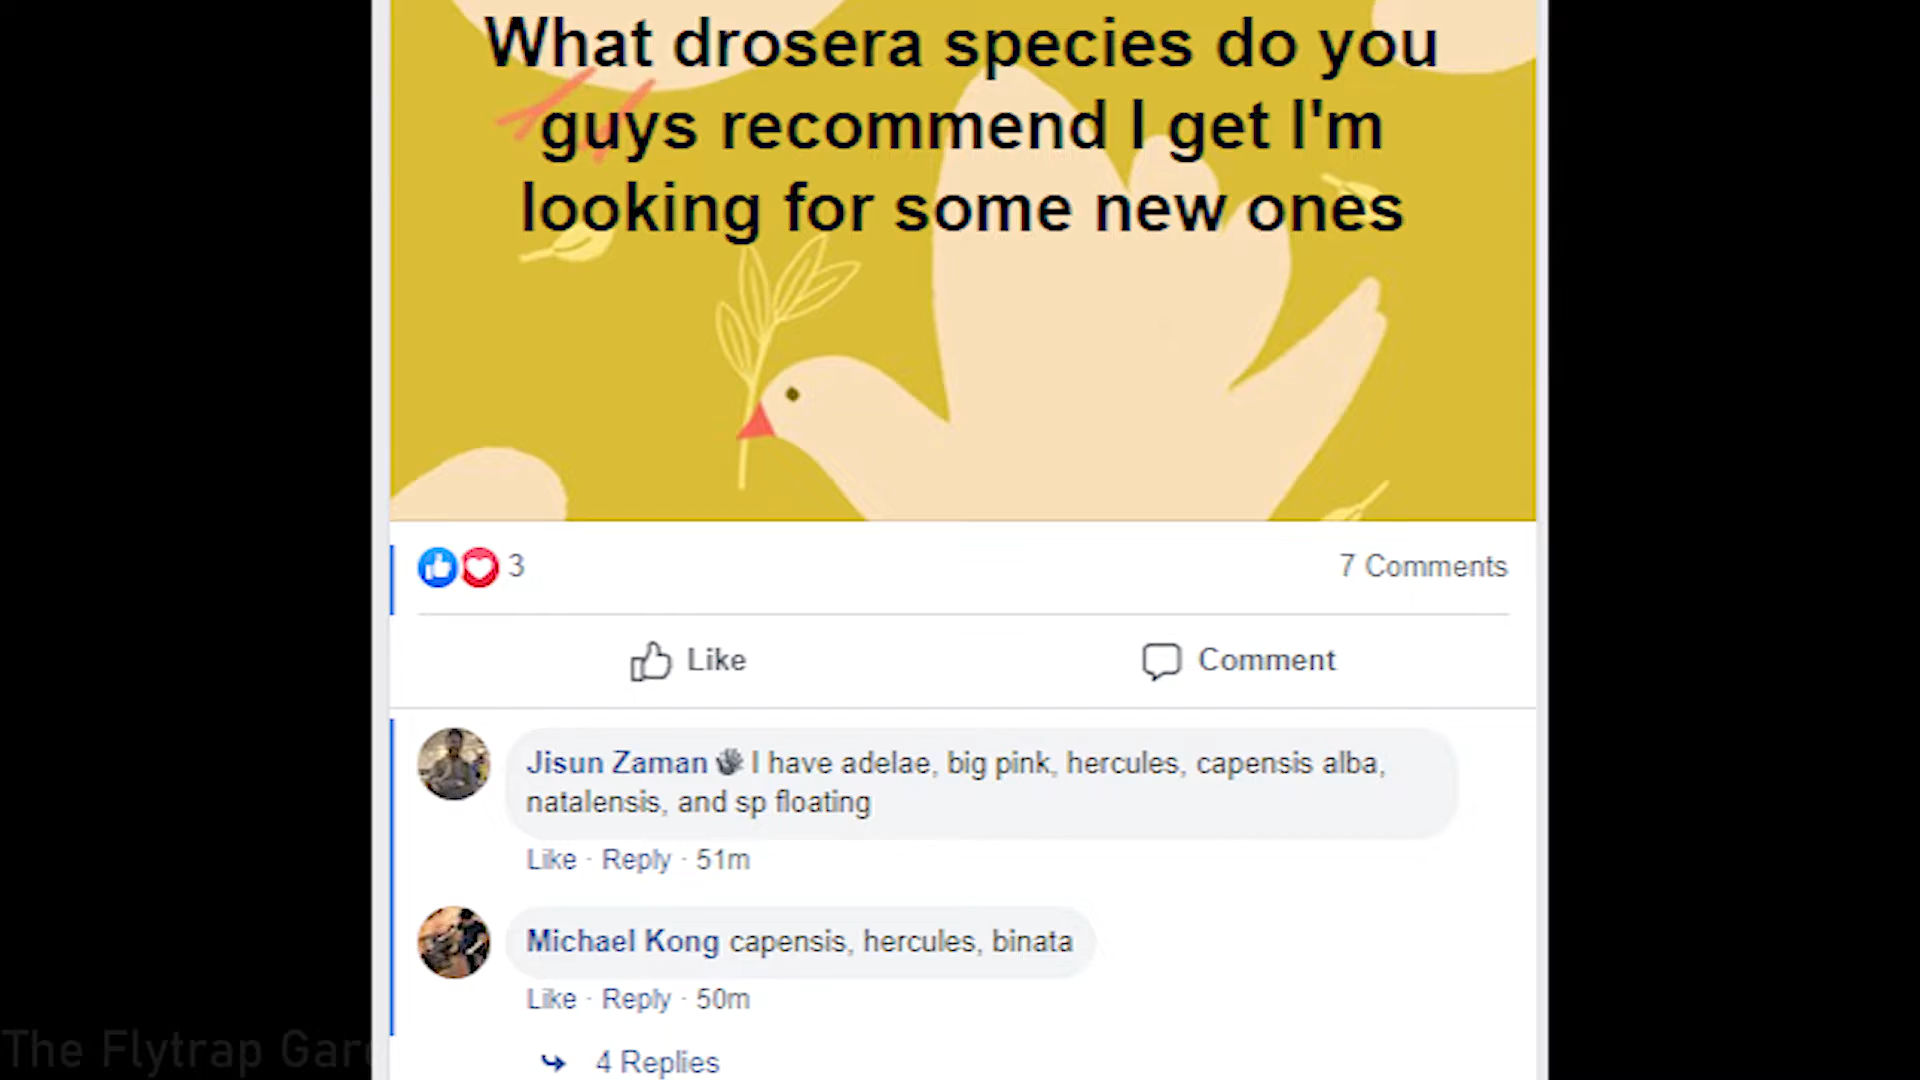 What drosera species do you
guys recommend I get I'm
looking for some new ones
3
7 Comments
Like
Comment
Jisun Zaman I have adelae, big pink, hercules, capensis alba,
natalensis, and sp floating
Like · Reply · 51m
Michael Kong capensis, hercules, binata
Like · Reply · 50m
4 Replies
The Flytrap Gar